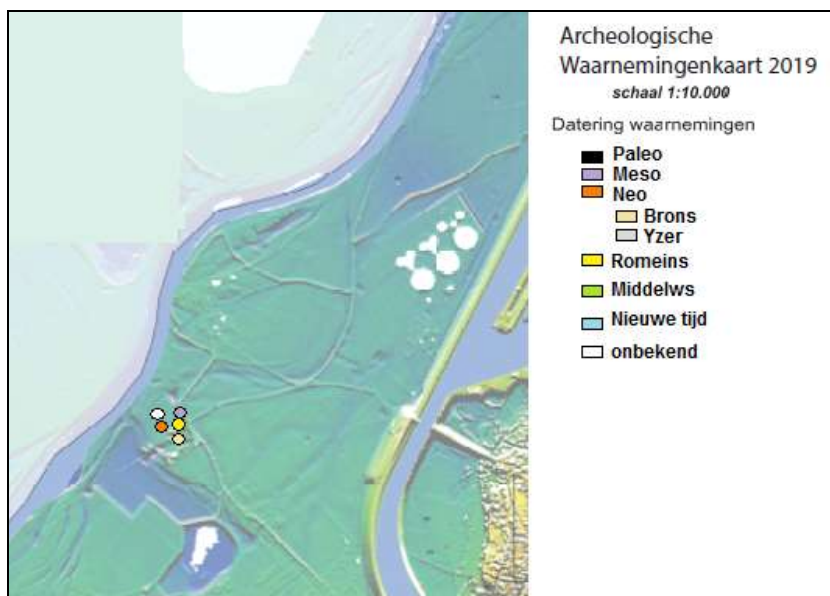 Archeologische
Waarnemingenkaart 2019
schaal 1:10.000
Datering waarnemingen
Paleo
Meso
Neo
Brons
Yzer
Romeins
Middelws
Nieuwe tijd
onbekend